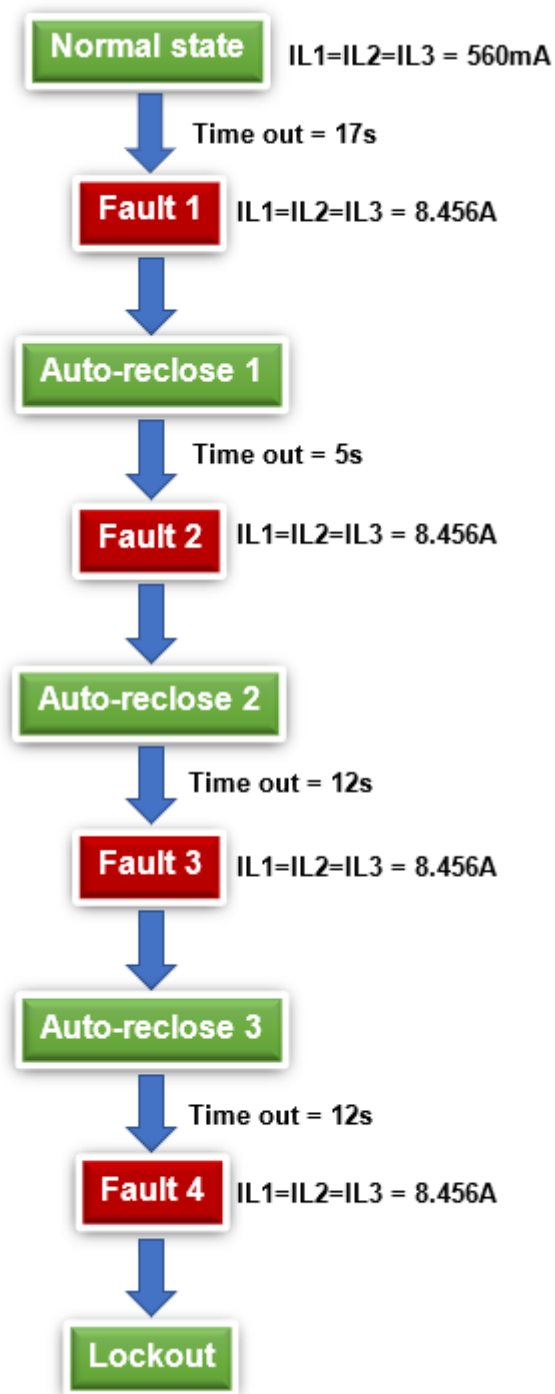 Normal state
IL1=IL2=IL3 = 560mA
Time out = 17s
Fault 1
IL1=IL2=IL3 = 8.456A
Auto-reclose 1
Time out = 5s
Fault 2
IL1=IL2=IL3 = 8.456A
Auto-reclose 2
Time out = 12s
Fault 3
IL1=IL2=IL3 = 8.456A
Auto-reclose 3
Time out = 12s
Fault 4
IL1=IL2=IL3 = 8.456A
Lockout